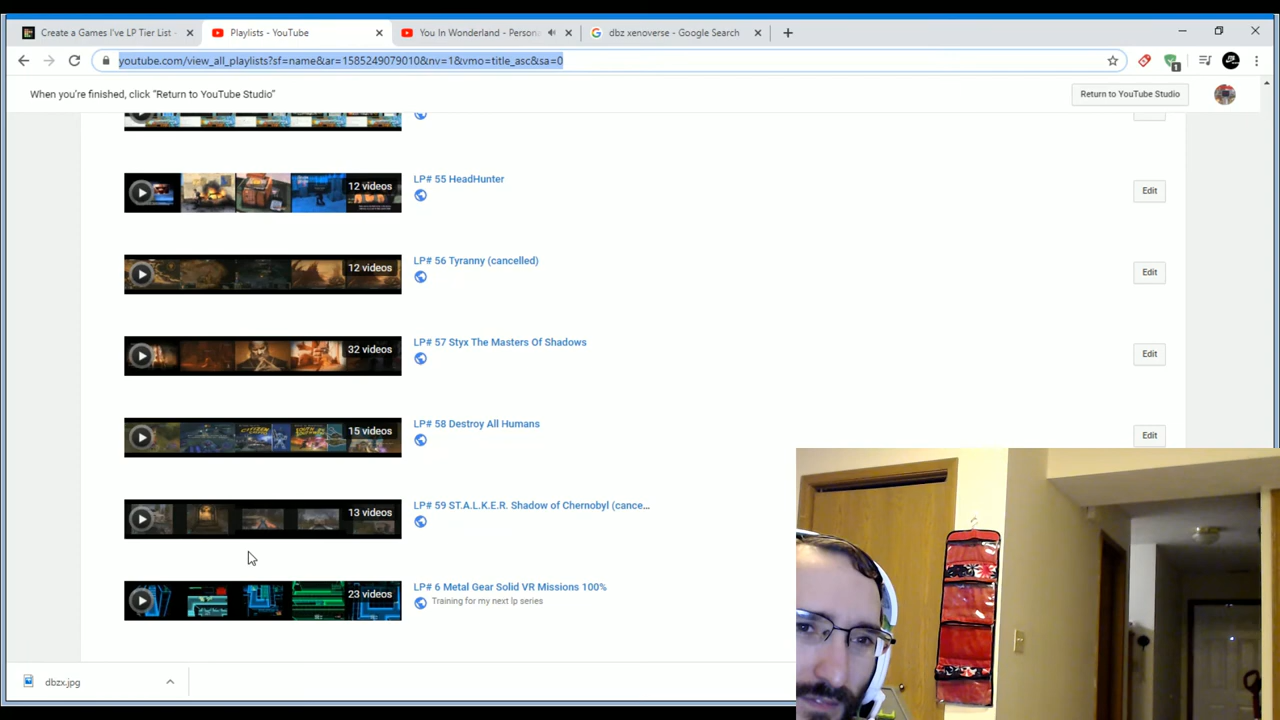 Create a Games I've LP Tier List -
Playlists - YouTube
You In Wonderland - Persona
dbz xenoverse - Google Search
youtube.com/view_all_playlists?sf=name&ar=1585249079010&nv=1&vmo=title_asc&sa=0
1
When you're finished, click "Return to YouTube Studio"
Return to YouTube Studio
12 videos
LP# 55 HeadHunter
Edit
12 videos
LP# 56 Tyranny (cancelled)
Edit
32 videos
LP# 57 Styx The Masters Of Shadows
Edit
15 videos
LP# 58 Destroy All Humans
Edit
13 videos
LP# 59 ST.A.L.K.E.R. Shadow of Chernobyl (cance...
23 videos
LP# 6 Metal Gear Solid VR Missions 100%
Training for my next lp series
dbzx.jpg